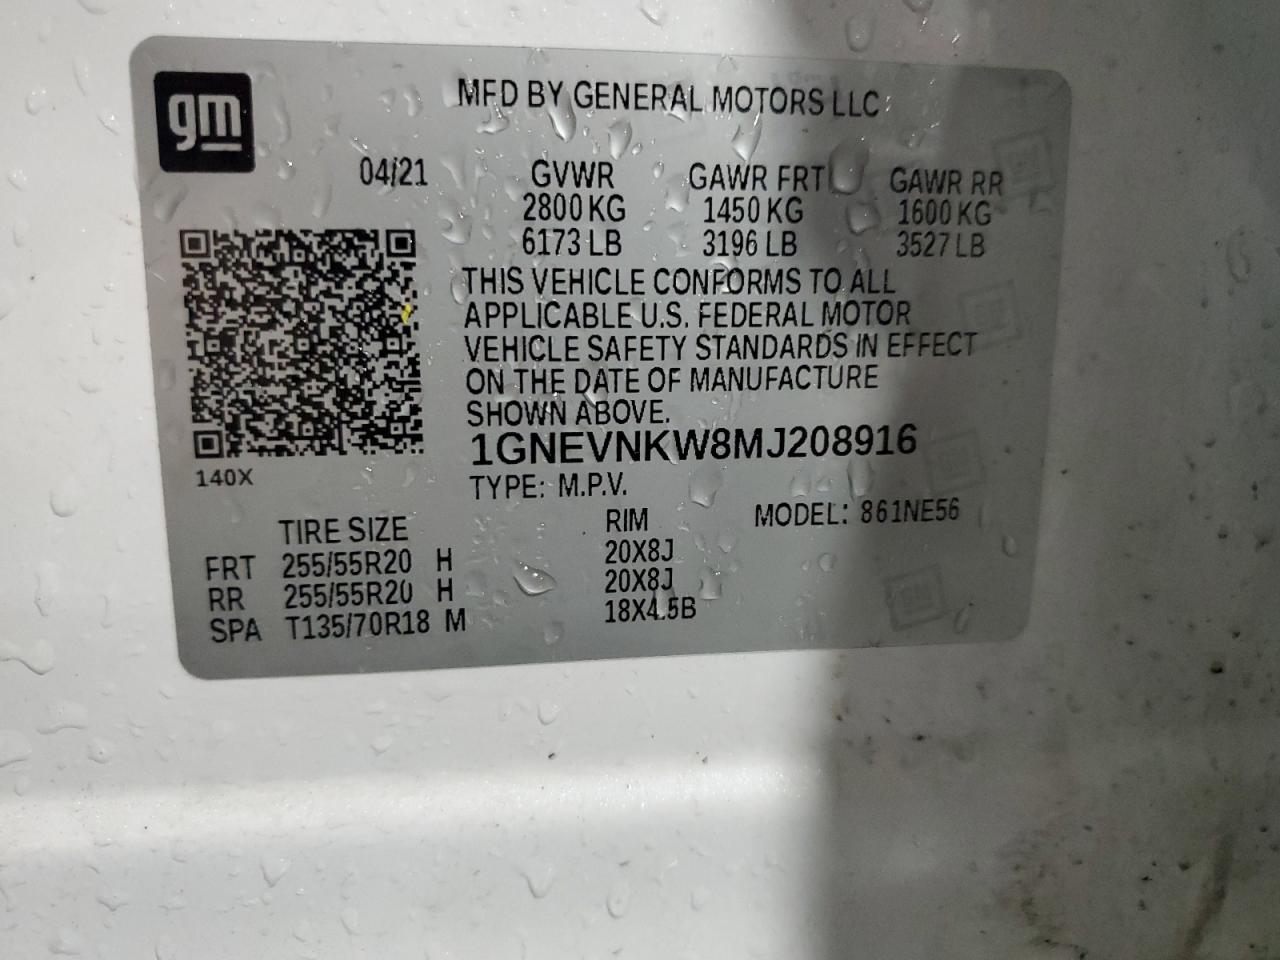 gm
MFD BY GENERAL MOTORS LLC
04/21 GVWR GAWR FRT GAWR RR
2800 KG 1450 KG 1600 KG
6173 LB 3196 LB 3527 LB
THIS VEHICLE CONFORMS TO ALL
APPLICABLE U.S. FEDERAL MOTOR
VEHICLE SAFETY STANDARDS IN EFFECT
ON THE DATE OF MANUFACTURE
SHOWN ABOVE.
1GNEVNKW8MJ208916
140X
TYPE: M.P.V.
MODEL: 861NE56
TIRE SIZE RIM
FRT 255/55R20 H 20X8J
RR 255/55R20 H 20X8J
SPA T135/70R18 M 18X4.5B